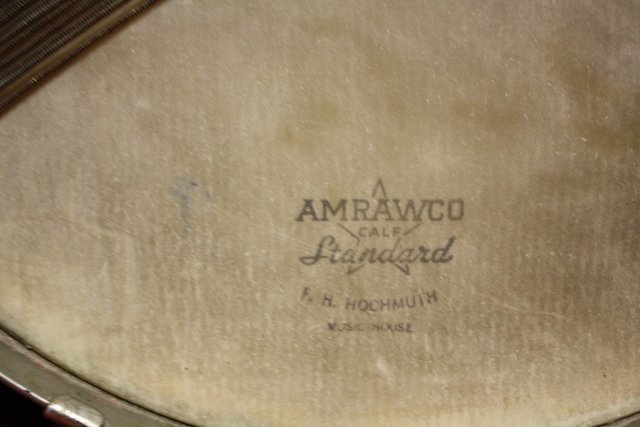 AMRAWCO
CALF
Standard
F. H. HOCHMUTH
MUSIC HOUSE